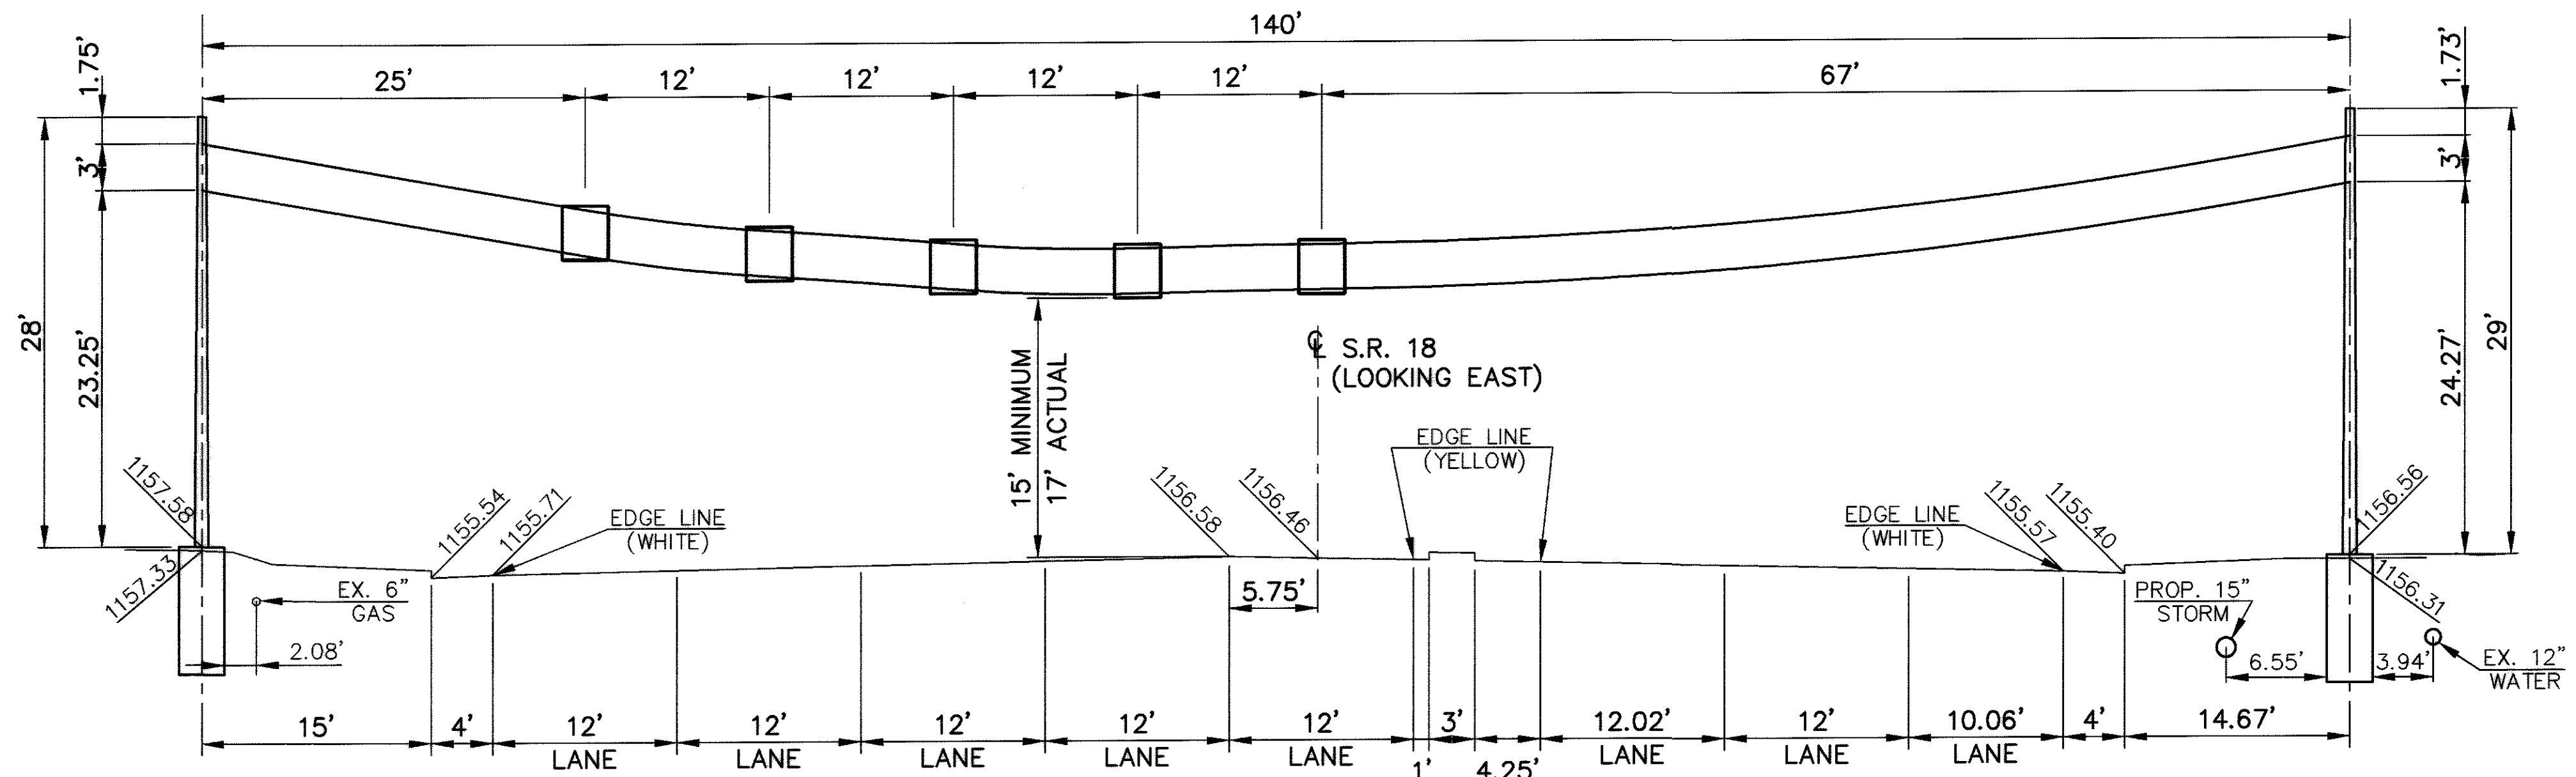 140'
1.75'
25'
12'
12'
12'
12'
67'
1.73'
3'
3'
28'
23.25'
24.27'
29'
℄ S.R. 18
(LOOKING EAST)
15' MINIMUM
17' ACTUAL
EDGE LINE
(YELLOW)
1157.58
1157.33
1155.54
1155.71
EDGE LINE
(WHITE)
1156.58
1156.46
EDGE LINE
(WHITE)
1155.57
1155.40
1156.56
1156.31
EX. 6"
GAS
2.08'
5.75'
PROP. 15"
STORM
6.55'
3.94'
EX. 12"
WATER
15'
4'
12'
LANE
12'
LANE
12'
LANE
12'
LANE
12'
LANE
1'
3'
4.25'
12.02'
LANE
12'
LANE
10.06'
LANE
4'
14.67'